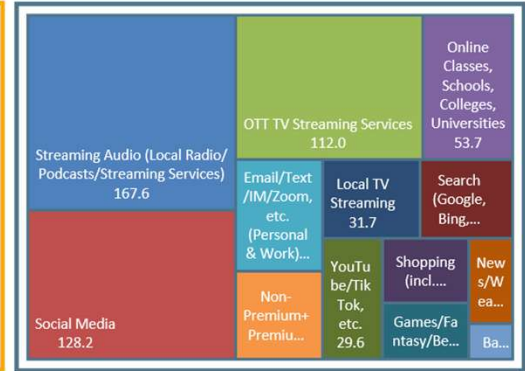 Streaming Audio (Local Radio/
Podcasts/Streaming Services)
167.6
Social Media
128.2
OTT TV Streaming Services
112.0
Online
Classes,
Schools,
Colleges,
Universities
53.7
Email/Text
/IM/Zoom,
etc.
(Personal
& Work)...
Local TV
Streaming
31.7
Search
(Google,
Bing,...
Non-
Premium+
Premiu...
YouTu
be/Tik
Tok,
etc.
29.6
Shopping
(incl....
New
s/W
ea...
Games/Fa
ntasy/Be...
Ba...